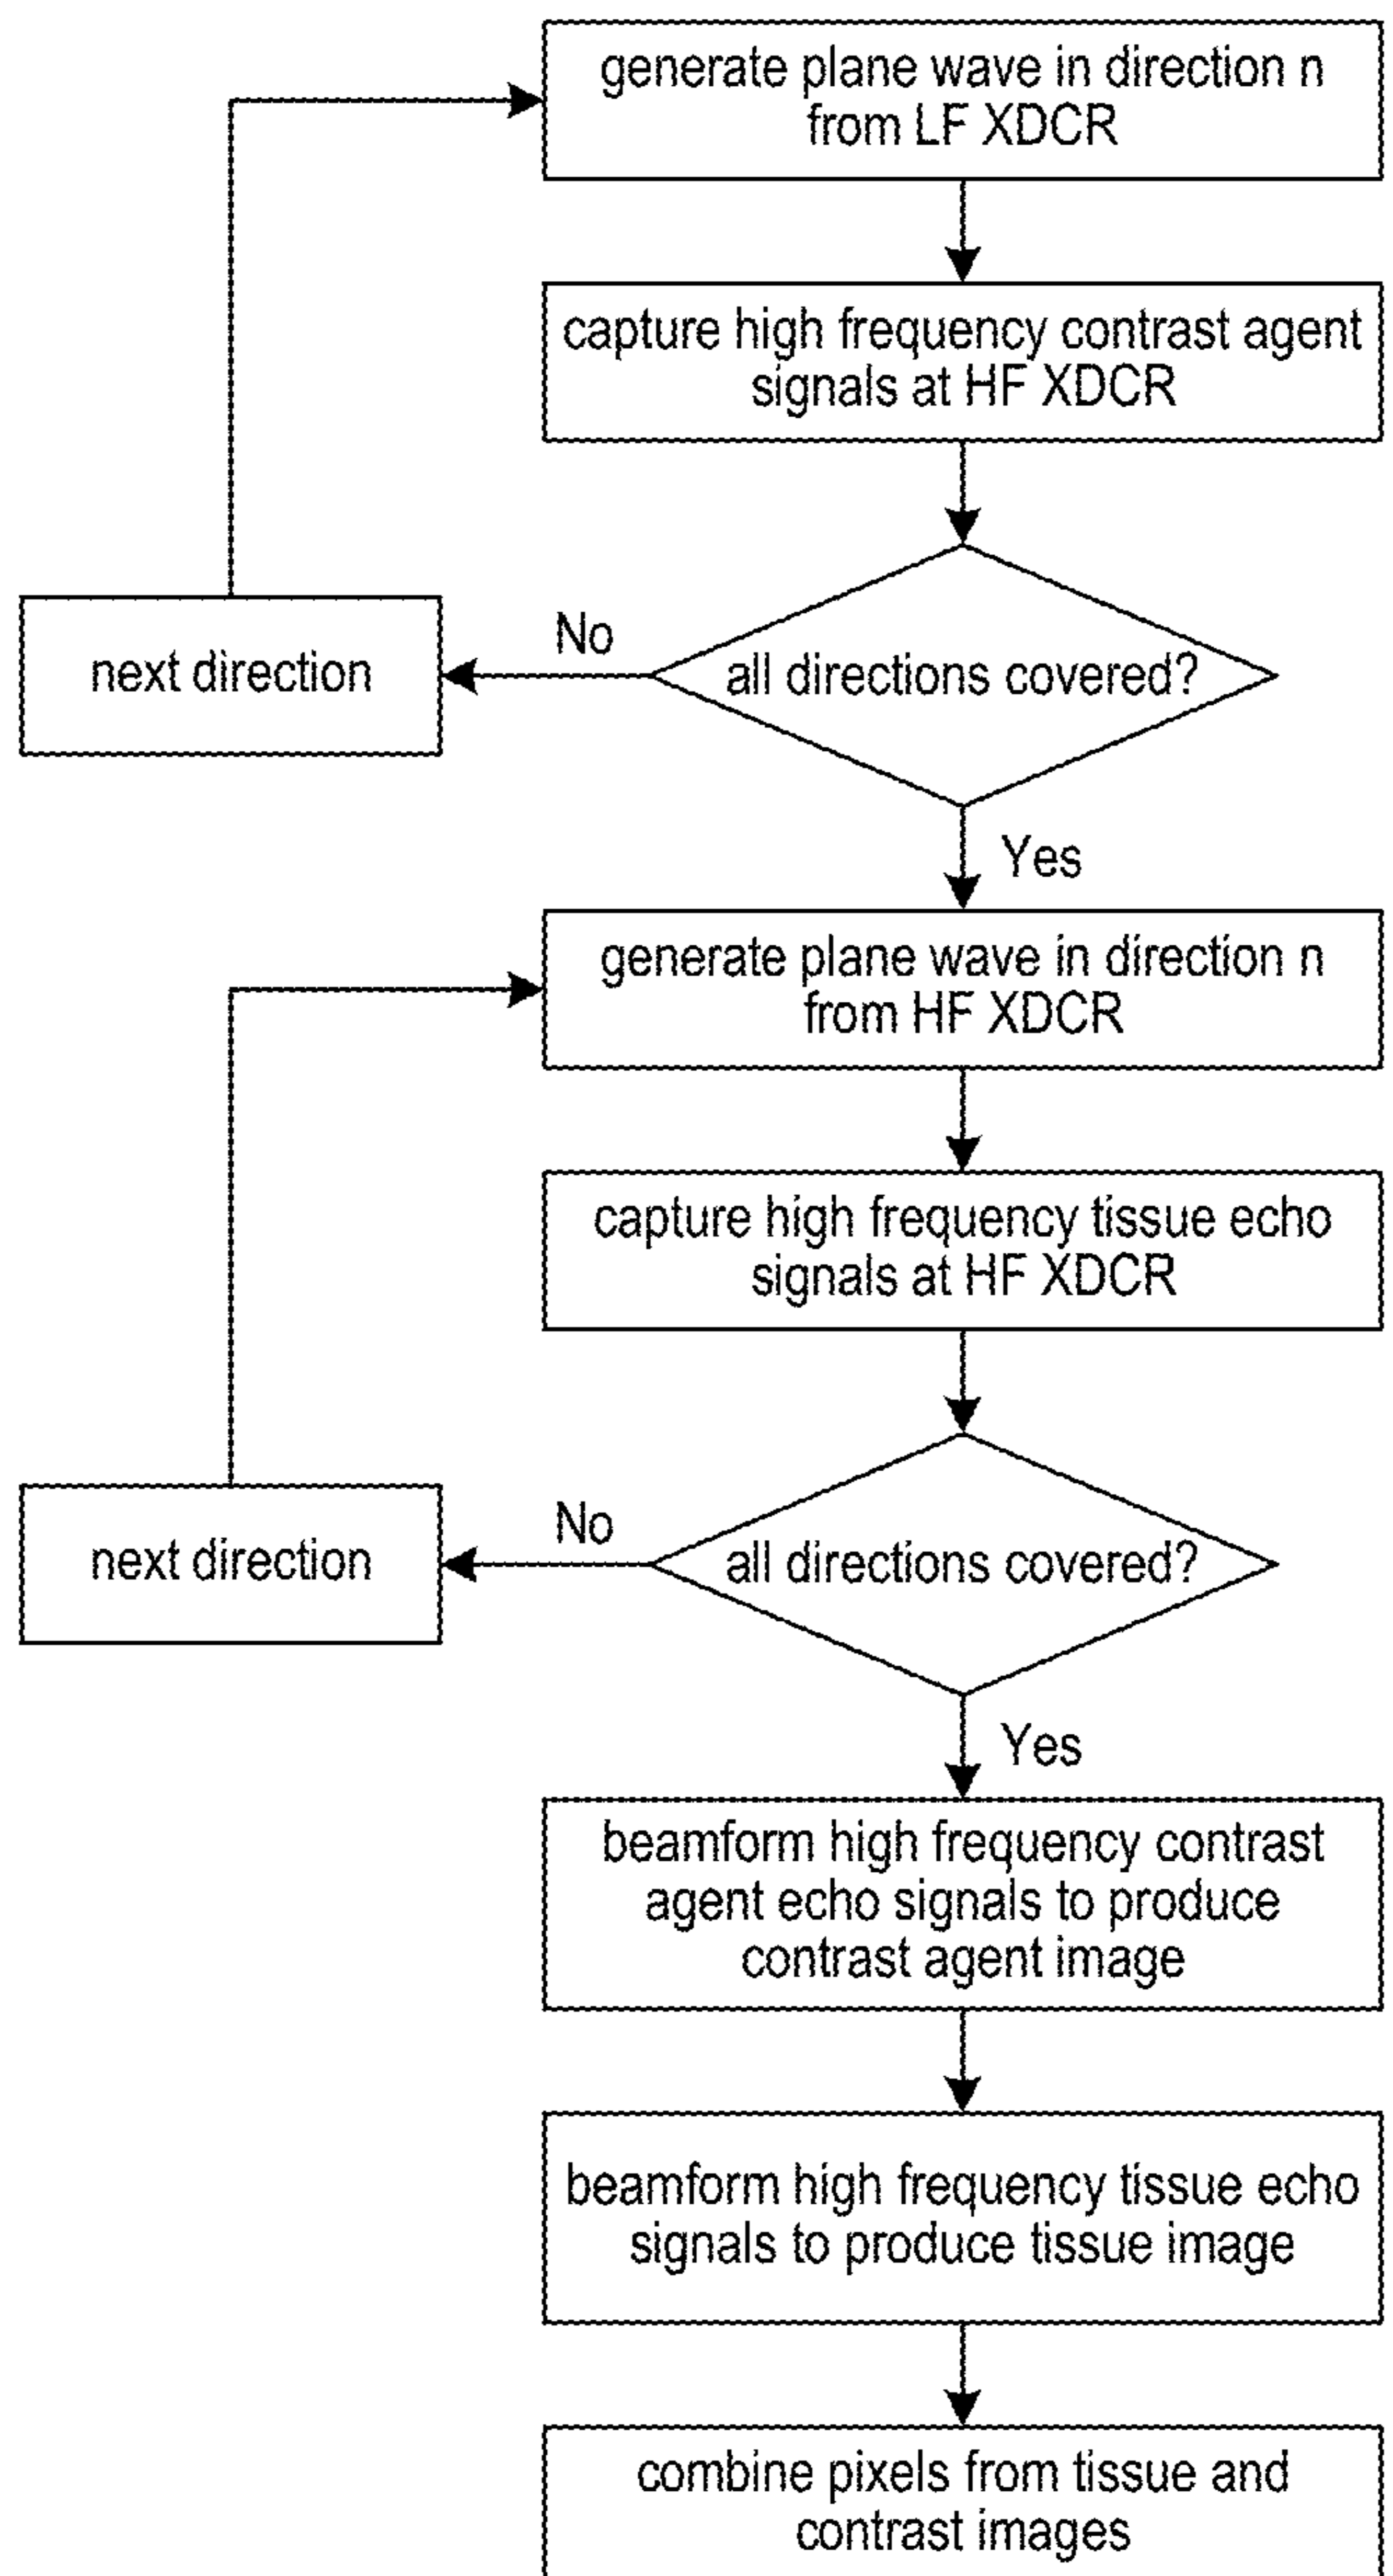 generate plane wave in direction n
from LF XDCR
capture high frequency contrast agent
signals at HF XDCR
all directions covered?
No
next direction
Yes
generate plane wave in direction n
from HF XDCR
capture high frequency tissue echo
signals at HF XDCR
all directions covered?
No
next direction
Yes
beamform high frequency contrast
agent echo signals to produce
contrast agent image
beamform high frequency tissue echo
signals to produce tissue image
combine pixels from tissue and
contrast images